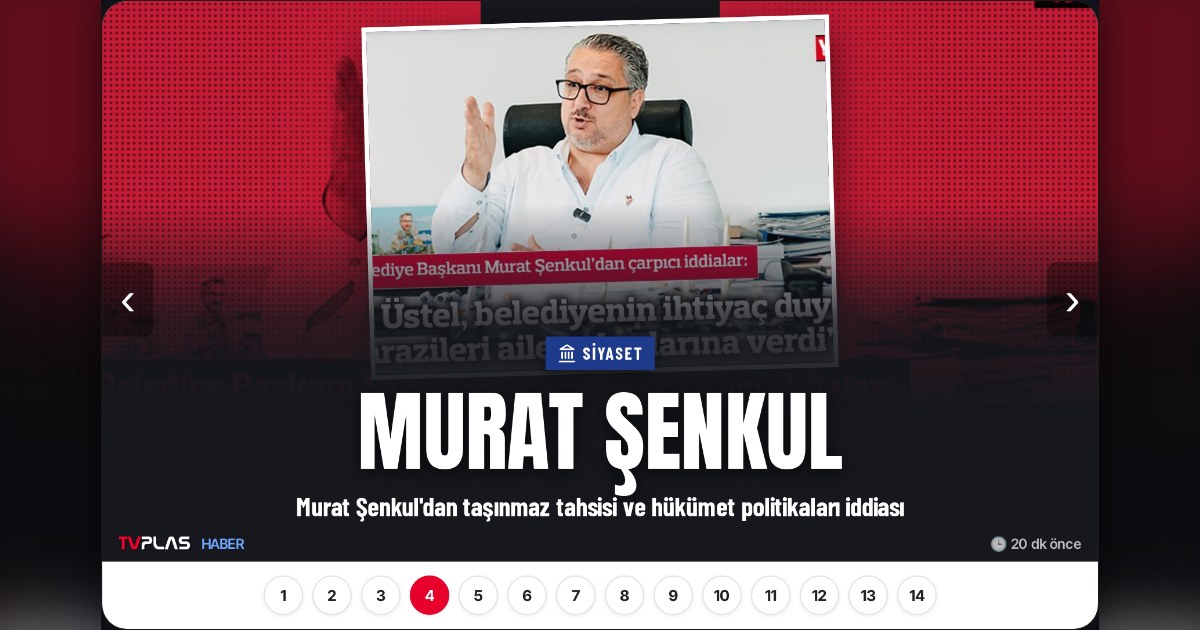 ediye Başkanı Murat Şenkul'dan çarpıcı iddialar:
Üstel, belediyenin ihtiyaç duy
arazileri aile larına verdi'
SİYASET
MURAT ŞENKUL
Murat Şenkul'dan taşınmaz tahsisi ve hükümet politikaları iddiası
TVPLAS HABER
20 dk önce
1 2 3 4 5 6 7 8 9 10 11 12 13 14